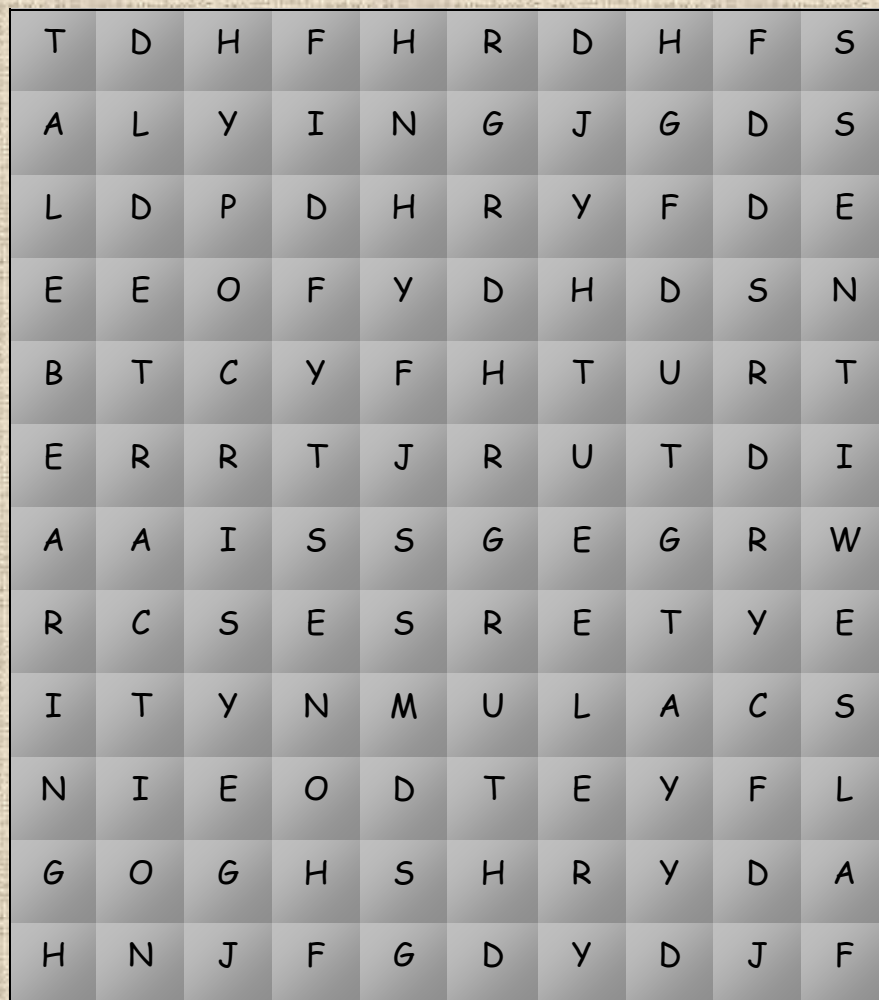 T D H F H R D H F S
A L Y I N G J G D S
L D P D H R Y F D E
E E O F Y D H D S N
B T C Y F H T U R T
E R R T J R U T D I
A A I S S G E G R W
R C S E S R E T Y E
I T Y N M U L A C S
N I E O D T E Y F L
G O G H S H R Y D A
H N J F G D Y D J F